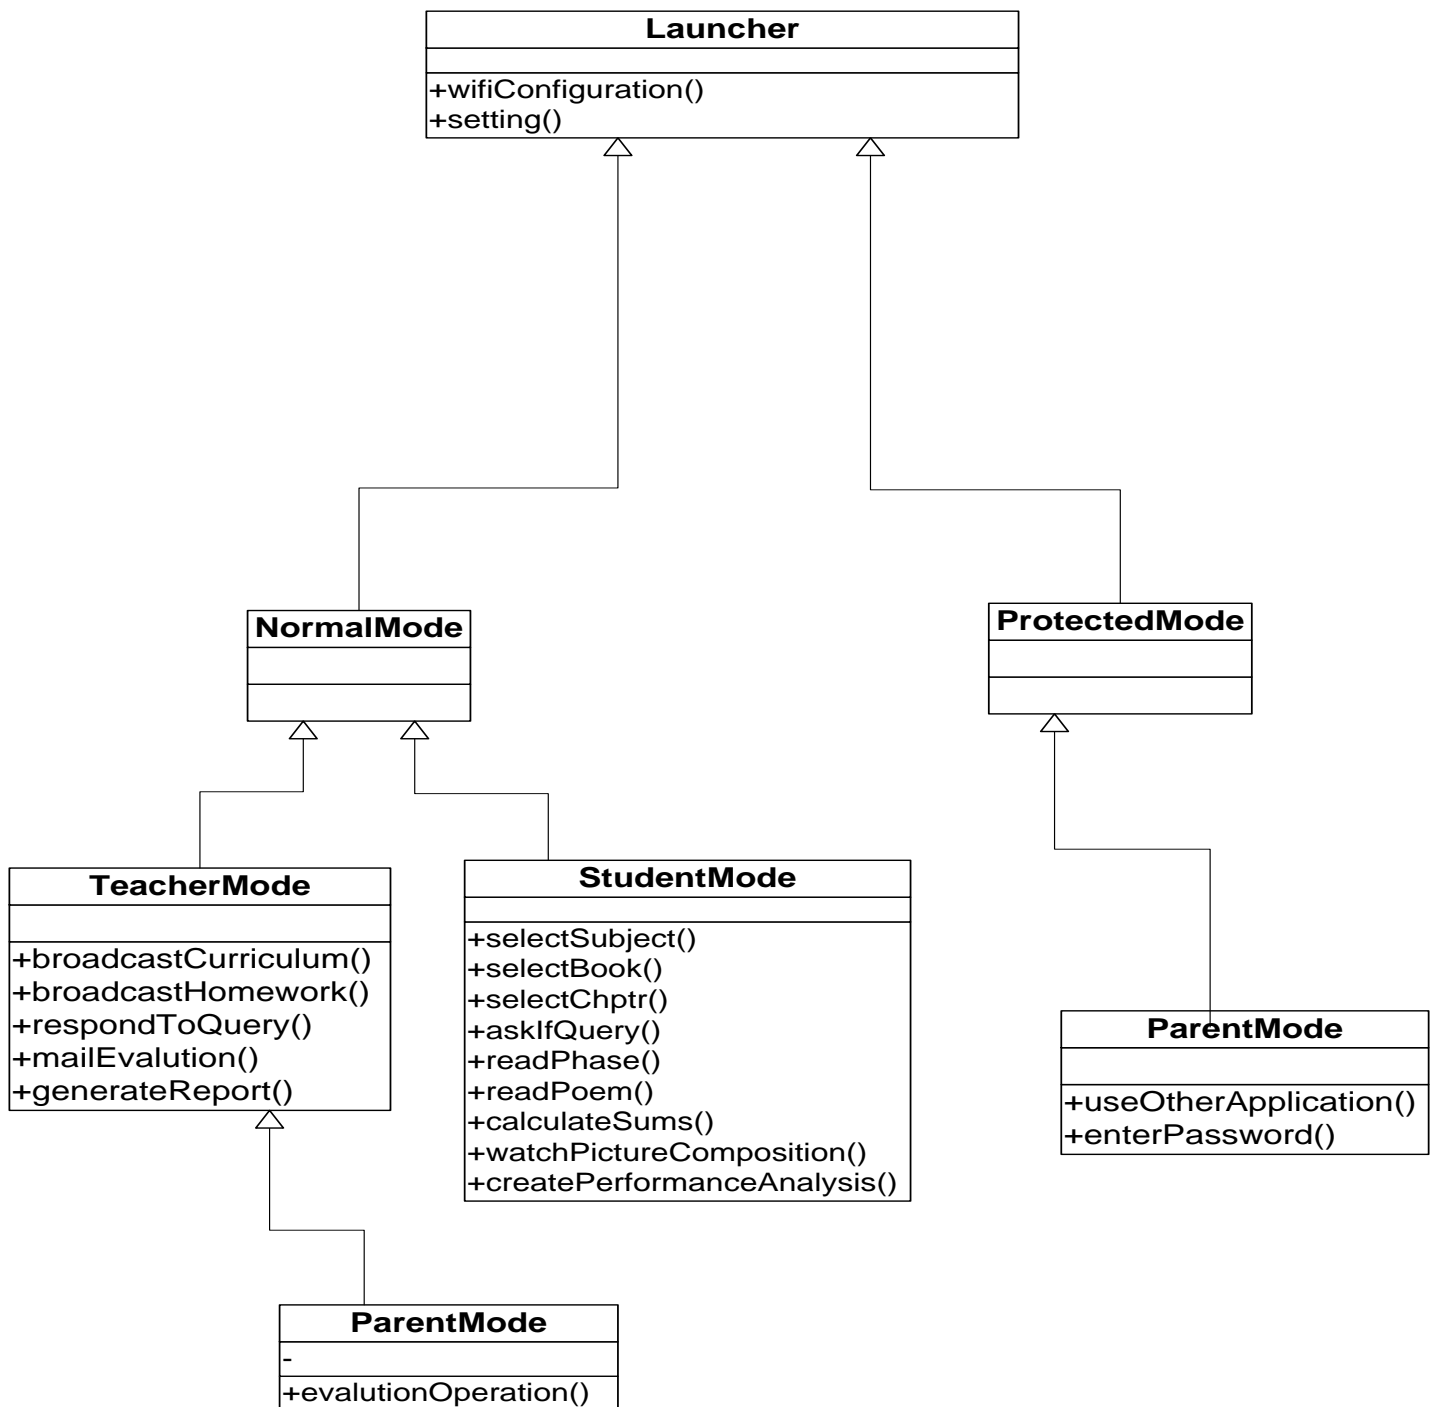 Launcher
+wifiConfiguration()
+setting()
NormalMode
ProtectedMode
TeacherMode
+broadcastCurriculum()
+broadcastHomework()
+respondToQuery()
+mailEvalution()
+generateReport()
StudentMode
+selectSubject()
+selectBook()
+selectChptr()
+askIfQuery()
+readPhase()
+readPoem()
+calculateSums()
+watchPictureComposition()
+createPerformanceAnalysis()
ParentMode
+useOtherApplication()
+enterPassword()
ParentMode
-
+evalutionOperation()